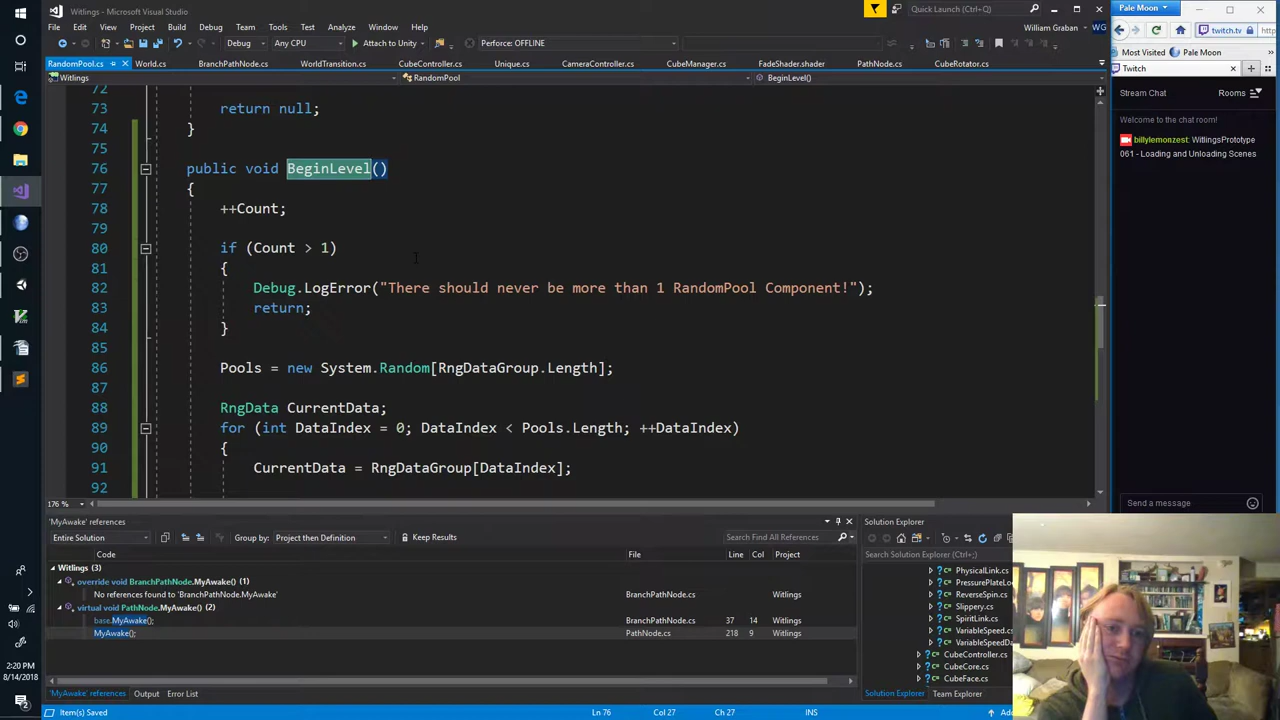 Witlings - Microsoft Visual Studio
Quick Launch (Ctrl+Q)
Pale Moon
File Edit View Project Build Debug Team Tools Test Analyze Window Help
William Graban WG
twitch.tv
http
Debug Any CPU Attach to Unity Perforce: OFFLINE
Most Visited Pale Moon
RandomPool.cs World.cs BranchPathNode.cs WorldTransition.cs CubeController.cs Unique.cs CameraController.cs CubeManager.cs FadeShader.shader PathNode.cs CubeRotator.cs
Twitch
Witlings RandomPool BeginLevel()
Stream Chat Rooms
Welcome to the chat room!
billylemonzest: WitlingsPrototype
061 - Loading and Unloading Scenes
72
73 return null;
74 }
75
76 public void BeginLevel()
77 {
78 ++Count;
79
80 if (Count > 1)
81 {
82 Debug.LogError("There should never be more than 1 RandomPool Component!");
83 return;
84 }
85
86 Pools = new System.Random[RngDataGroup.Length];
87
88 RngData CurrentData;
89 for (int DataIndex = 0; DataIndex < Pools.Length; ++DataIndex)
90 {
91 CurrentData = RngDataGroup[DataIndex];
92
176 %
Send a message
'MyAwake' references
Solution Explorer
Entire Solution Group by: Project then Definition Keep Results Search Find All References
Search Solution Explorer (Ctrl+;)
Code File Line Col Project
Witlings (3)
override void BranchPathNode.MyAwake() (1)
No references found to 'BranchPathNode.MyAwake' BranchPathNode.cs Witlings
virtual void PathNode.MyAwake() (2)
base.MyAwake(); BranchPathNode.cs 37 14 Witlings
MyAwake(); PathNode.cs 218 9 Witlings
PhysicalLink.cs
PressurePlateLo
ReverseSpin.cs
Slippery.cs
SpiritLink.cs
VariableSpeed.c
VariableSpeedDa
CubeController.cs
CubeCore.cs
CubeFace.cs
'MyAwake' references Output Error List
Solution Explorer Team Explorer
2:20 PM
8/14/2018
Item(s) Saved Ln 76 Col 27 Ch 27 INS